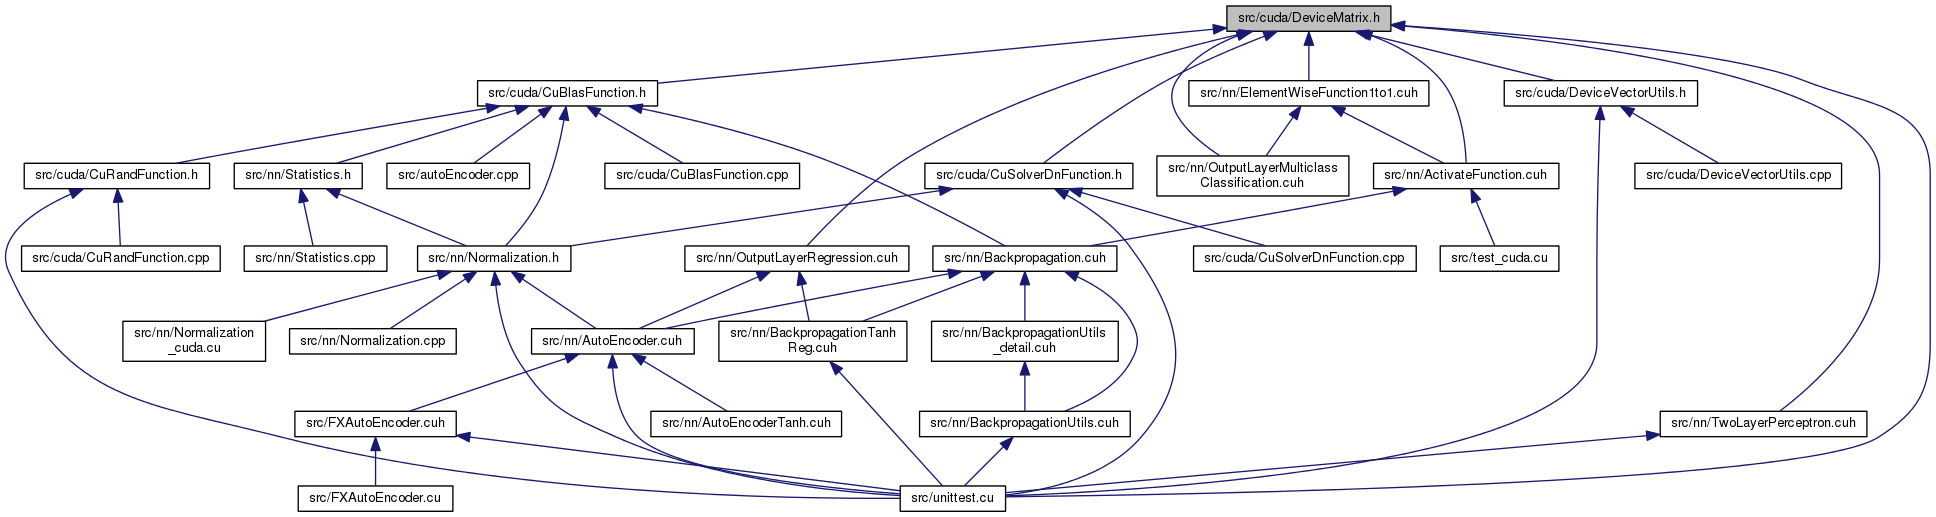 src/cuda/DeviceMatrix.h
src/cuda/CuBlasFunction.h
src/nn/ElementWiseFunction1to1.cuh
src/cuda/DeviceVectorUtils.h
src/cuda/CuRandFunction.h
src/nn/Statistics.h
src/autoEncoder.cpp
src/cuda/CuBlasFunction.cpp
src/cuda/CuSolverDnFunction.h
src/nn/OutputLayerMulticlass
Classification.cuh
src/nn/ActivateFunction.cuh
src/cuda/DeviceVectorUtils.cpp
src/cuda/CuRandFunction.cpp
src/nn/Statistics.cpp
src/nn/Normalization.h
src/nn/OutputLayerRegression.cuh
src/nn/Backpropagation.cuh
src/cuda/CuSolverDnFunction.cpp
src/test_cuda.cu
src/nn/Normalization
_cuda.cu
src/nn/Normalization.cpp
src/nn/AutoEncoder.cuh
src/nn/BackpropagationTanh
Reg.cuh
src/nn/BackpropagationUtils
_detail.cuh
src/FXAutoEncoder.cuh
src/nn/AutoEncoderTanh.cuh
src/nn/BackpropagationUtils.cuh
src/nn/TwoLayerPerceptron.cuh
src/FXAutoEncoder.cu
src/unittest.cu